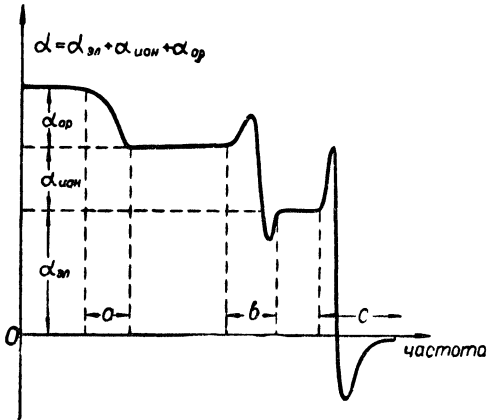 α = α эл + α ион + α ор
α ор
α ион
α эл
a
b
c
0
частота